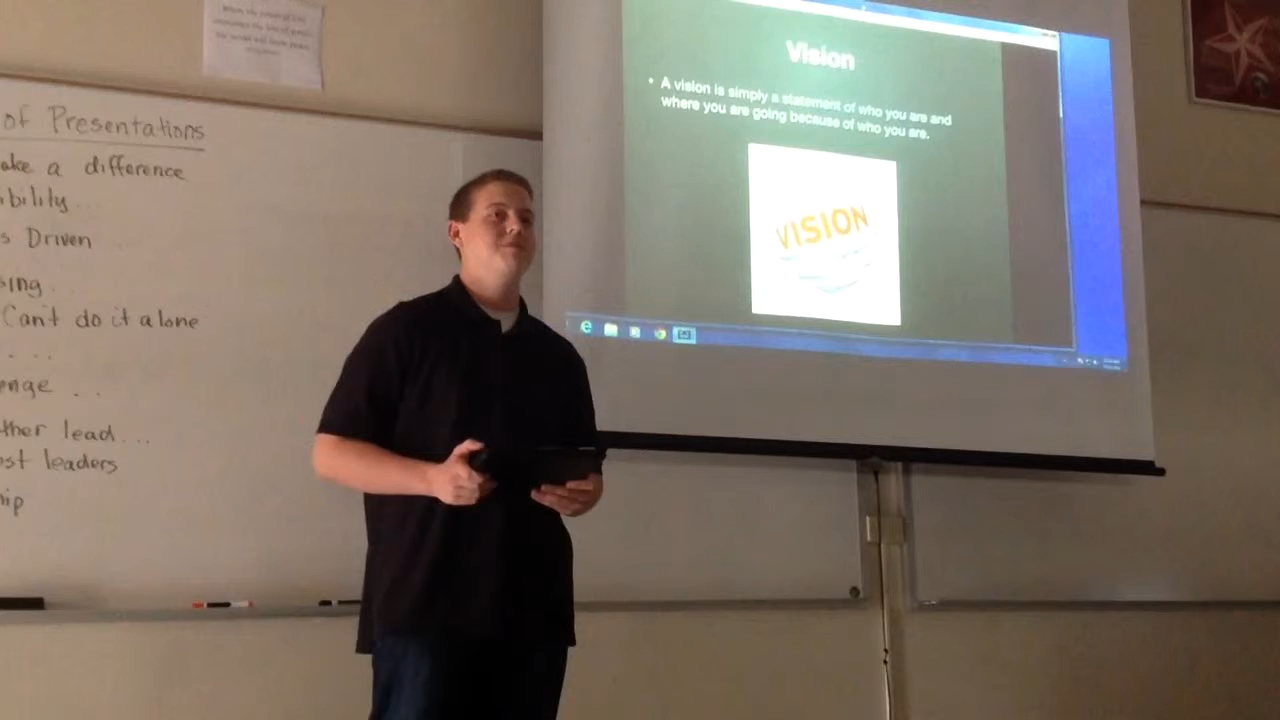 of Presentations
ake a difference
ibility...
s Driven
sing
Can't do it alone
....
enge ...
ther lead...
st leaders
hip
Vision
• A vision is simply a statement of who you are and
where you are going because of who you are.
VISION